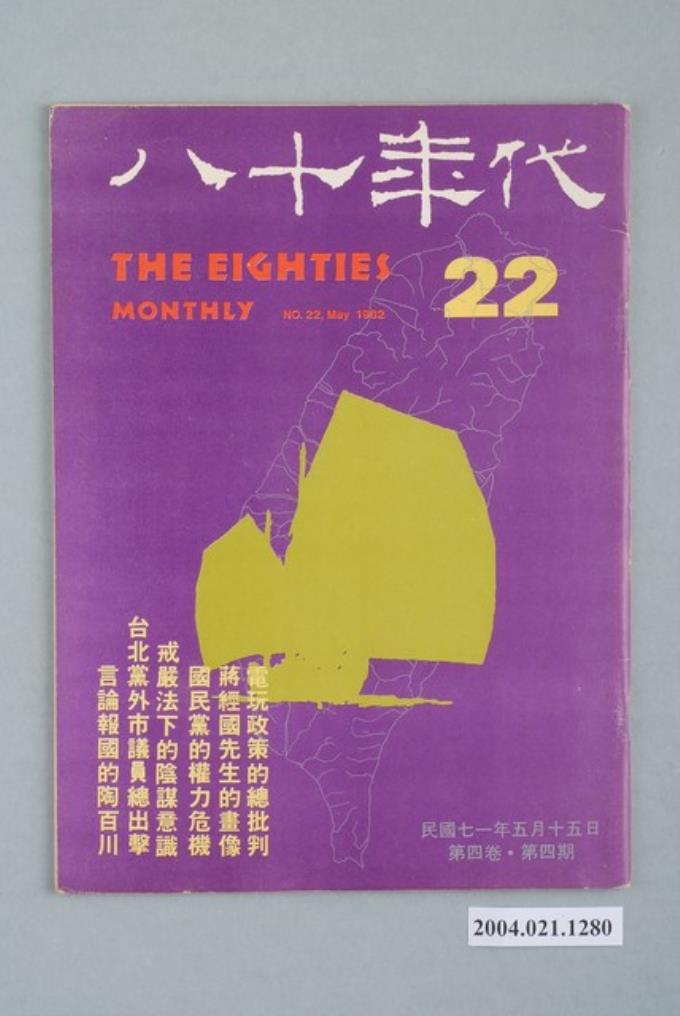 八十年代
THE EIGHTIES
MONTHLY
NO. 22, May 1982
22
電玩政策的總批判
蔣經國先生的畫像
國民黨的權力危機
戒嚴法下的陰謀意識
台北黨外市議員總出擊
言論報國的陶百川
民國七一年五月十五日
第四卷・第四期
2004.021.1280